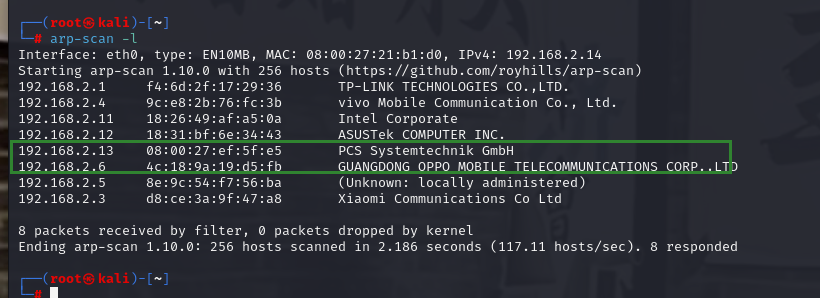 ┌──(root㉿kali)-[~]
└─# arp-scan -l
Interface: eth0, type: EN10MB, MAC: 08:00:27:21:b1:d0, IPv4: 192.168.2.14
Starting arp-scan 1.10.0 with 256 hosts (https://github.com/royhills/arp-scan)
192.168.2.1     f4:6d:2f:17:29:36       TP-LINK TECHNOLOGIES CO.,LTD.
192.168.2.4     9c:e8:2b:76:fc:3b       vivo Mobile Communication Co., Ltd.
192.168.2.11    18:26:49:af:a5:0a       Intel Corporate
192.168.2.12    18:31:bf:6e:34:43       ASUSTek COMPUTER INC.
192.168.2.13    08:00:27:ef:5f:e5       PCS Systemtechnik GmbH
192.168.2.6     4c:18:9a:19:d5:fb       GUANGDONG OPPO MOBILE TELECOMMUNICATIONS CORP.,LTD
192.168.2.5     8e:9c:54:f7:56:ba       (Unknown: locally administered)
192.168.2.3     d8:ce:3a:9f:47:a8       Xiaomi Communications Co Ltd
8 packets received by filter, 0 packets dropped by kernel
Ending arp-scan 1.10.0: 256 hosts scanned in 2.186 seconds (117.11 hosts/sec). 8 responded
┌──(root㉿kali)-[~]
└─#